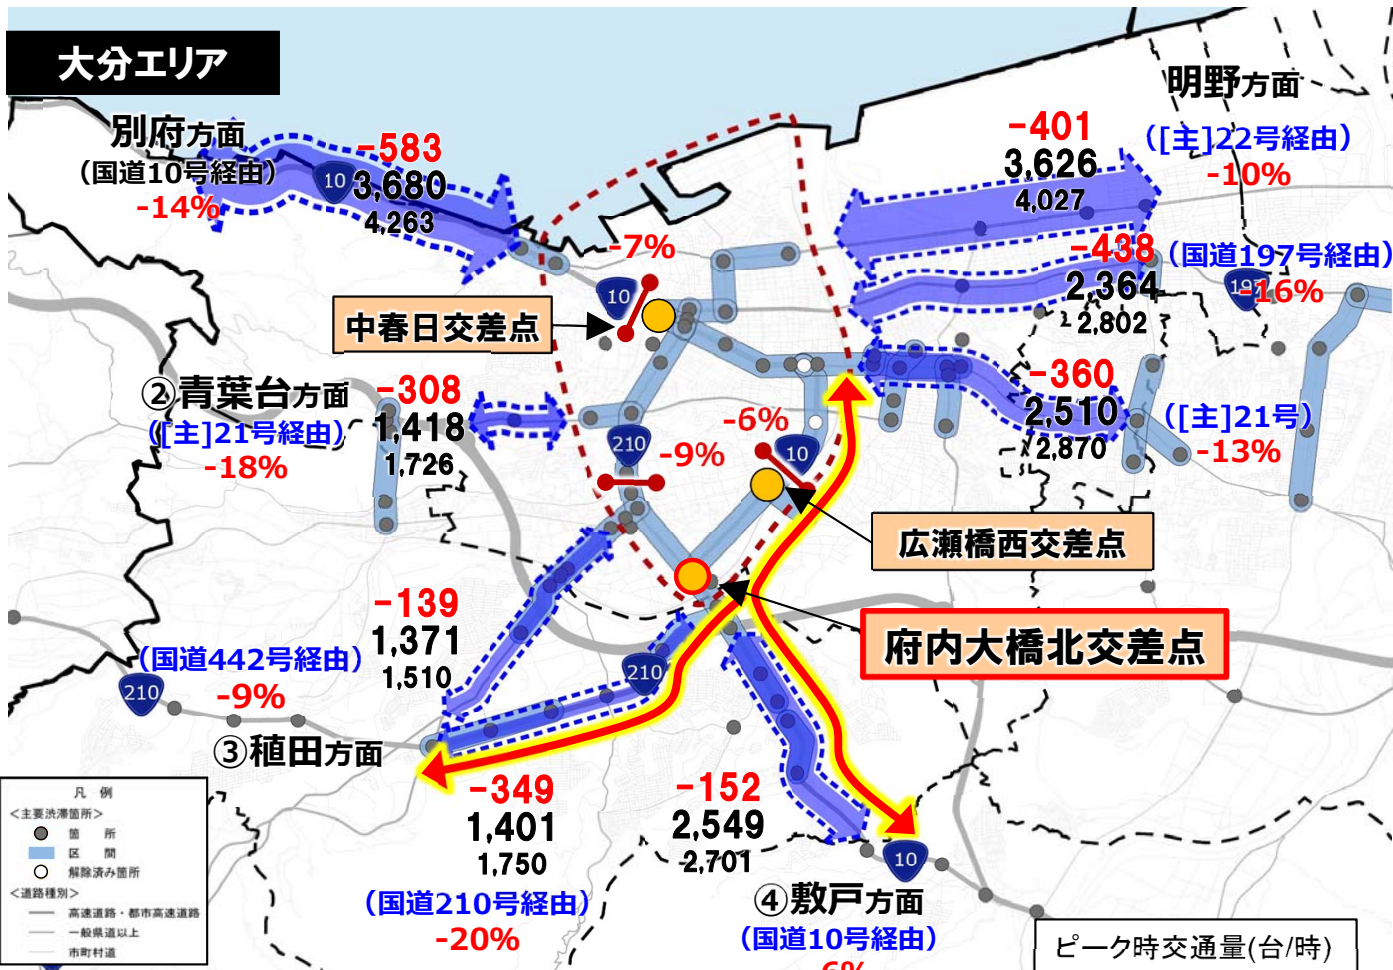 大分エリア
別府方面
(国道10号経由)
-14%
-583
3,680
4,263
10
明野方面
([主]22号経由)
-10%
-401
3,626
4,027
-438
2,364
2,802
(国道197号経由)
197
-16%
-7%
10
中春日交差点
②青葉台方面
([主]21号経由)
-18%
-308
1,418
1,726
-360
2,510
2,870
([主]21号)
-13%
210
-9%
-6%
10
広瀬橋西交差点
府内大橋北交差点
-139
1,371
1,510
(国道442号経由)
-9%
210
210
③稙田方面
-349
1,401
1,750
(国道210号経由)
-20%
-152
2,549
2,701
10
④敷戸方面
(国道10号経由)
-6%
凡 例
<主要渋滞箇所>
箇 所
区 間
解除済み箇所
<道路種別>
高速道路・都市高速道路
一般県道以上
市町村道
ピーク時交通量(台/時)